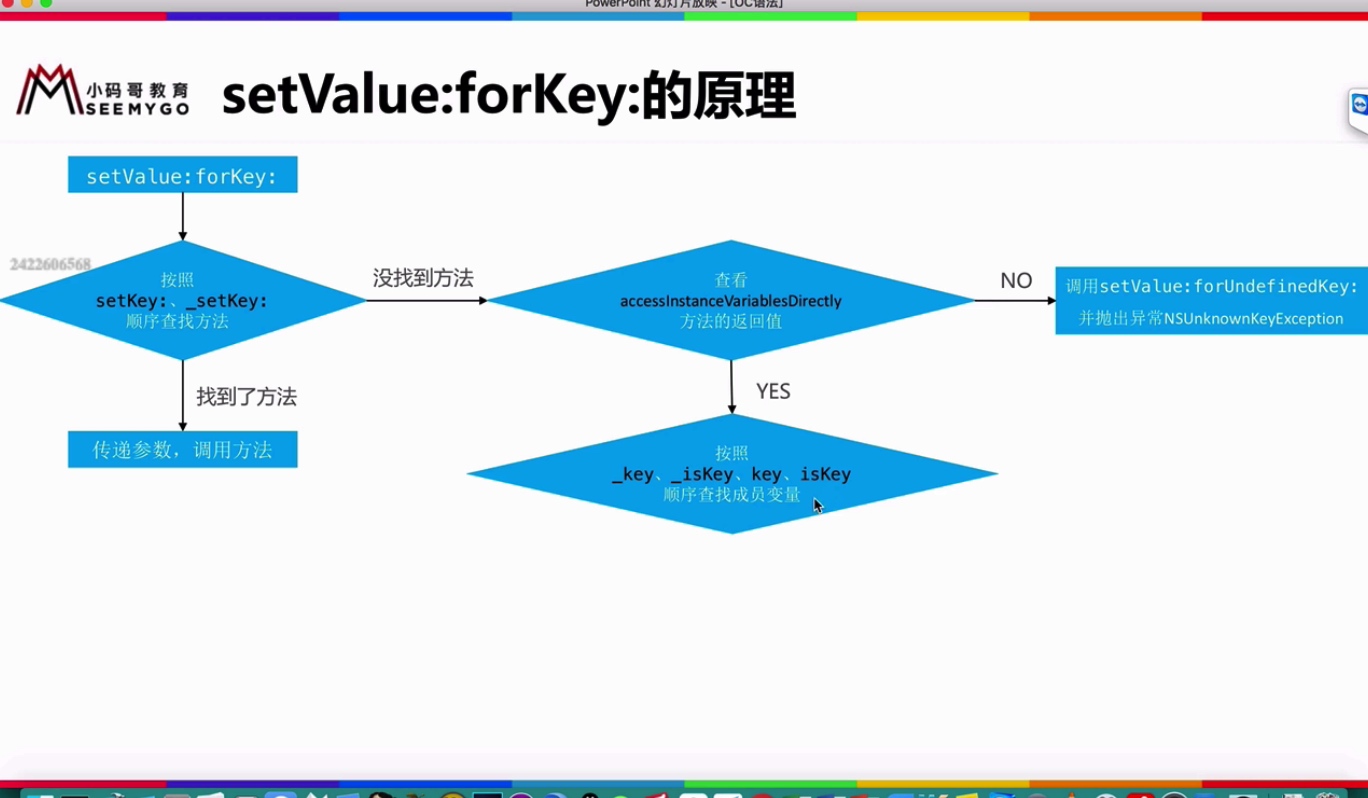 PowerPoint 幻灯片放映 - [OC语法]
小码哥教育
SEEMYGO
setValue:forKey:的原理
setValue:forKey:
2422606568
按照
setKey:、_setKey:
顺序查找方法
没找到方法
查看
accessInstanceVariablesDirectly
方法的返回值
NO
调用setValue:forUndefinedKey:
并抛出异常NSUnknownKeyException
找到了方法
YES
传递参数，调用方法
按照
_key、_isKey、key、isKey
顺序查找成员变量